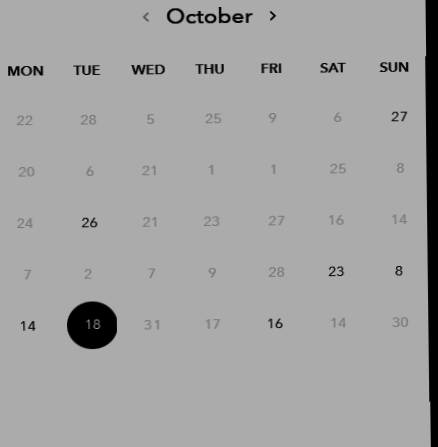 ‹ October ›
MON TUE WED THU FRI SAT SUN
22 28 5 25 9 6 27
20 6 21 1 1 25 8
24 26 21 23 27 16 14
7 2 7 9 28 23 8
14 18 31 17 16 14 30